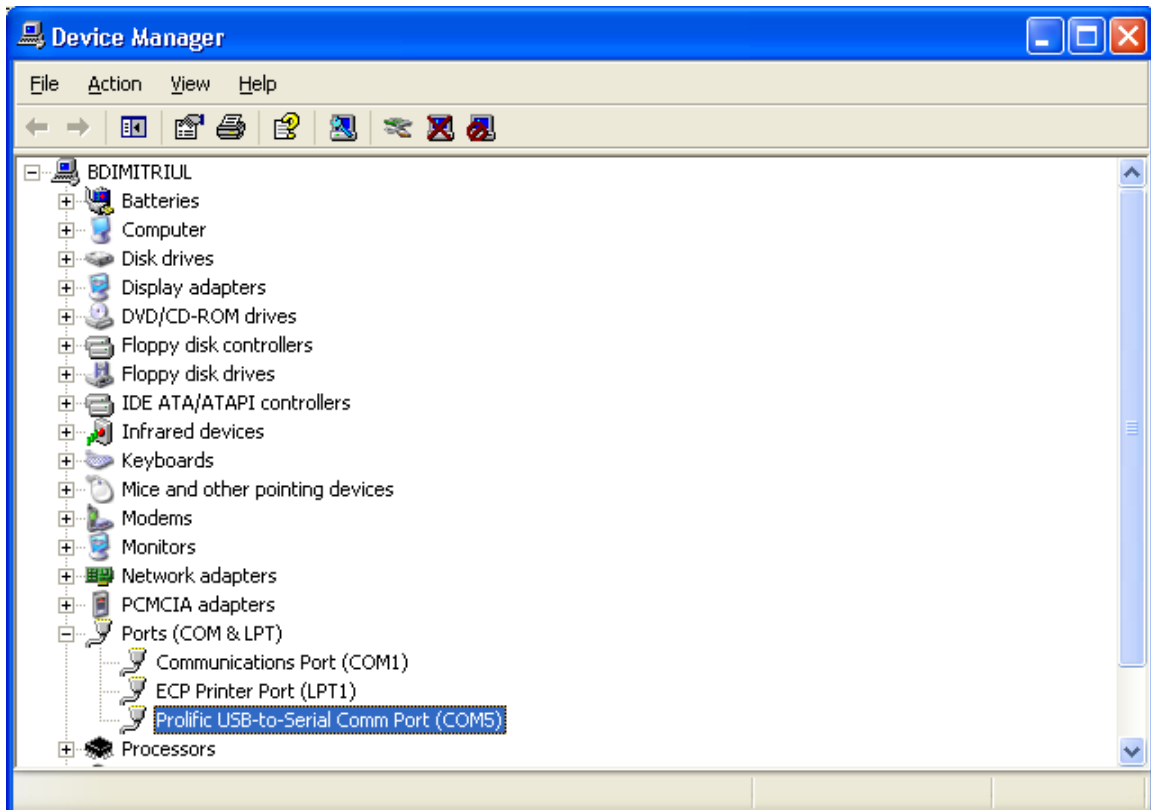 Device Manager
File Action View Help
BDIMITRIUL
Batteries
Computer
Disk drives
Display adapters
DVD/CD-ROM drives
Floppy disk controllers
Floppy disk drives
IDE ATA/ATAPI controllers
Infrared devices
Keyboards
Mice and other pointing devices
Modems
Monitors
Network adapters
PCMCIA adapters
Ports (COM & LPT)
Communications Port (COM1)
ECP Printer Port (LPT1)
Prolific USB-to-Serial Comm Port (COM5)
Processors